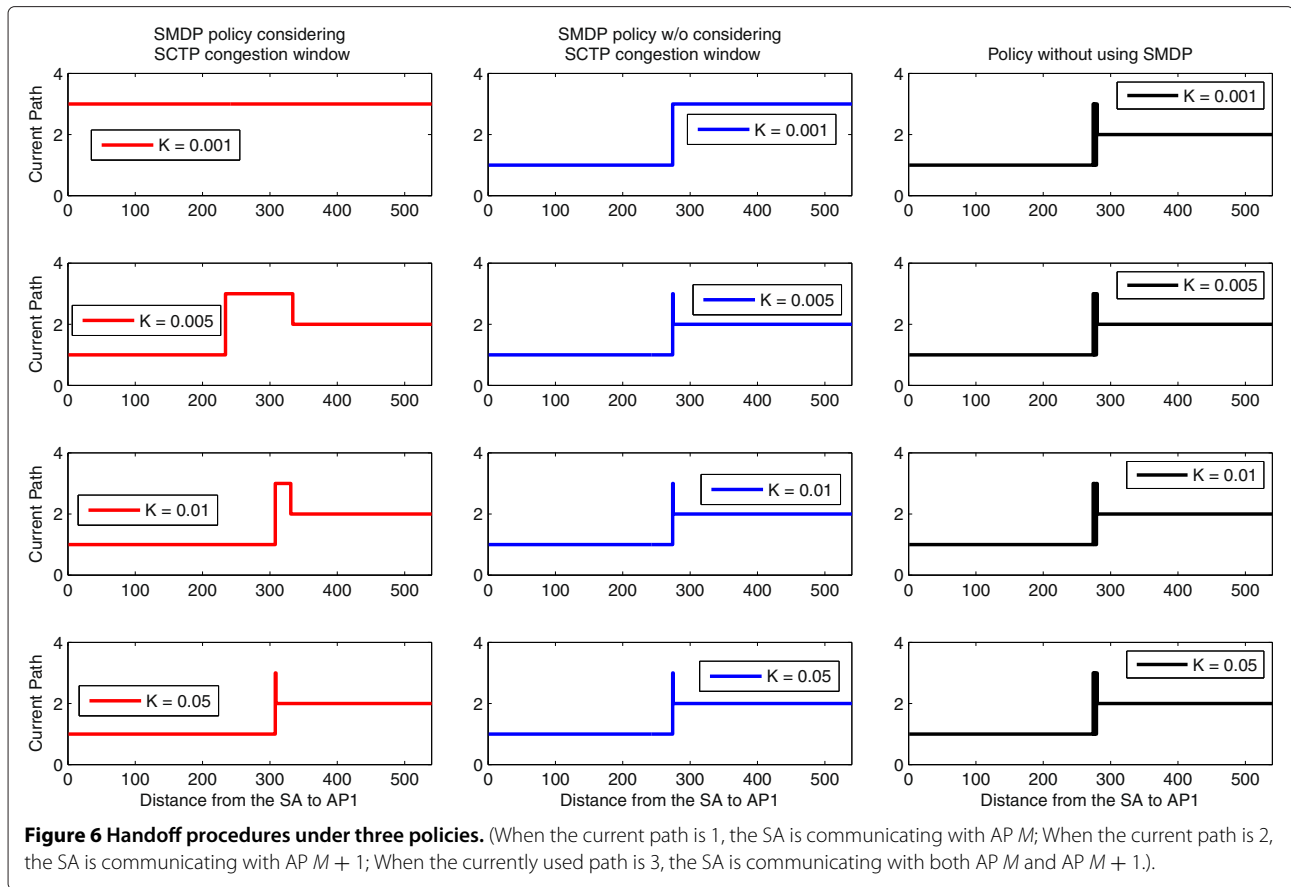 SMDP policy considering
SCTP congestion window
SMDP policy w/o considering
SCTP congestion window
Policy without using SMDP
Current Path
4
2
0
K = 0.001
0 100 200 300 400 500
4
2
0
K = 0.001
0 100 200 300 400 500
4
2
0
K = 0.001
0 100 200 300 400 500
Current Path
4
2
0
K = 0.005
0 100 200 300 400 500
4
2
0
K = 0.005
0 100 200 300 400 500
4
2
0
K = 0.005
0 100 200 300 400 500
Current Path
4
2
0
K = 0.01
0 100 200 300 400 500
4
2
0
K = 0.01
0 100 200 300 400 500
4
2
0
K = 0.01
0 100 200 300 400 500
Current Path
4
2
0
K = 0.05
0 100 200 300 400 500
Distance from the SA to AP1
4
2
0
K = 0.05
0 100 200 300 400 500
Distance from the SA to AP1
4
2
0
K = 0.05
0 100 200 300 400 500
Distance from the SA to AP1
Figure 6 Handoff procedures under three policies. (When the current path is 1, the SA is communicating with AP M; When the current path is 2,
the SA is communicating with AP M + 1; When the currently used path is 3, the SA is communicating with both AP M and AP M + 1.).